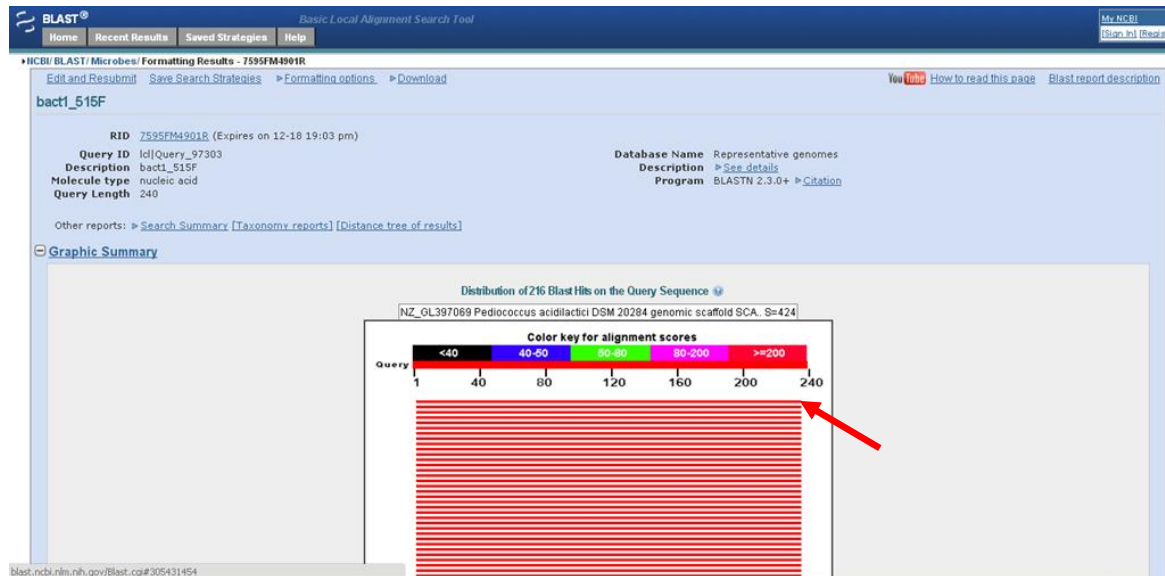 BLAST® Basic Local Alignment Search Tool My NCBI
Home Recent Results Saved Strategies Help [Sign In] [Regis
NCBI/ BLAST/ Microbes/ Formatting Results - 7595FM4901R
Edit and Resubmit Save Search Strategies Formatting options Download You Tube How to read this page Blast report description
bact1_515F
RID 7595FM4901R (Expires on 12-18 19:03 pm)
Query ID lcl|Query_97303
Description bact1_515F
Molecule type nucleic acid
Query Length 240
Database Name Representative genomes
Description See details
Program BLASTN 2.3.0+ Citation
Other reports: Search Summary [Taxonomy reports] [Distance tree of results]
Graphic Summary
Distribution of 216 Blast Hits on the Query Sequence
NZ_GL397069 Pediococcus acidilactici DSM 20284 genomic scaffold SCA.. S=424
Color key for alignment scores
<40 40-50 50-80 80-200 >=200
Query
1 40 80 120 160 200 240
blast.ncbi.nlm.nih.gov/Blast.cgi#305431454